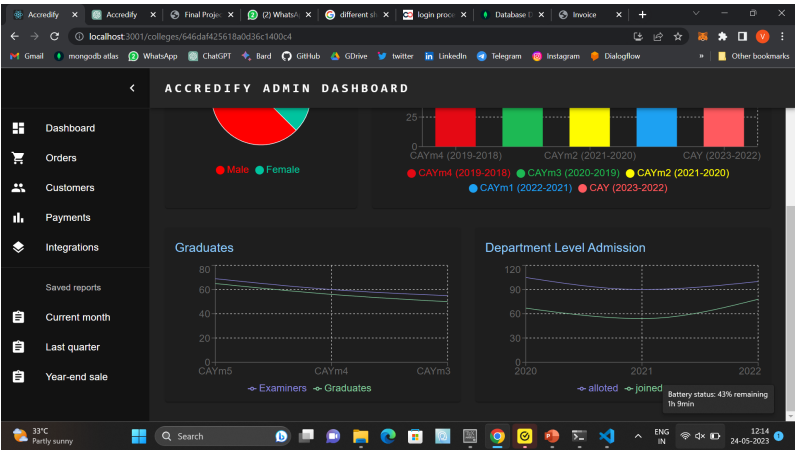 Accredify
Accredify
Final Projec
(2) WhatsA
different sh
login proce
Database D
Invoice
localhost:3001/colleges/646daf425618a0d36c1400c4
Gmail mongodb atlas WhatsApp ChatGPT Bard GitHub GDrive twitter LinkedIn Telegram Instagram Dialogflow » Other bookmarks
ACCREDIFY ADMIN DASHBOARD
Dashboard
Orders
Customers
Payments
Integrations
Saved reports
Current month
Last quarter
Year-end sale
Male Female
25
0
CAYm4 (2019-2018) CAYm2 (2021-2020) CAY (2023-2022)
CAYm4 (2019-2018) CAYm3 (2020-2019) CAYm2 (2021-2020)
CAYm1 (2022-2021) CAY (2023-2022)
Graduates
80
60
40
20
0
CAYm5 CAYm4 CAYm3
Examiners Graduates
Department Level Admission
120
90
60
30
0
2020 2021 2022
alloted joined
Battery status: 43% remaining
1h 9min
33°C
Partly sunny
Search
ENG
IN
12:14
24-05-2023